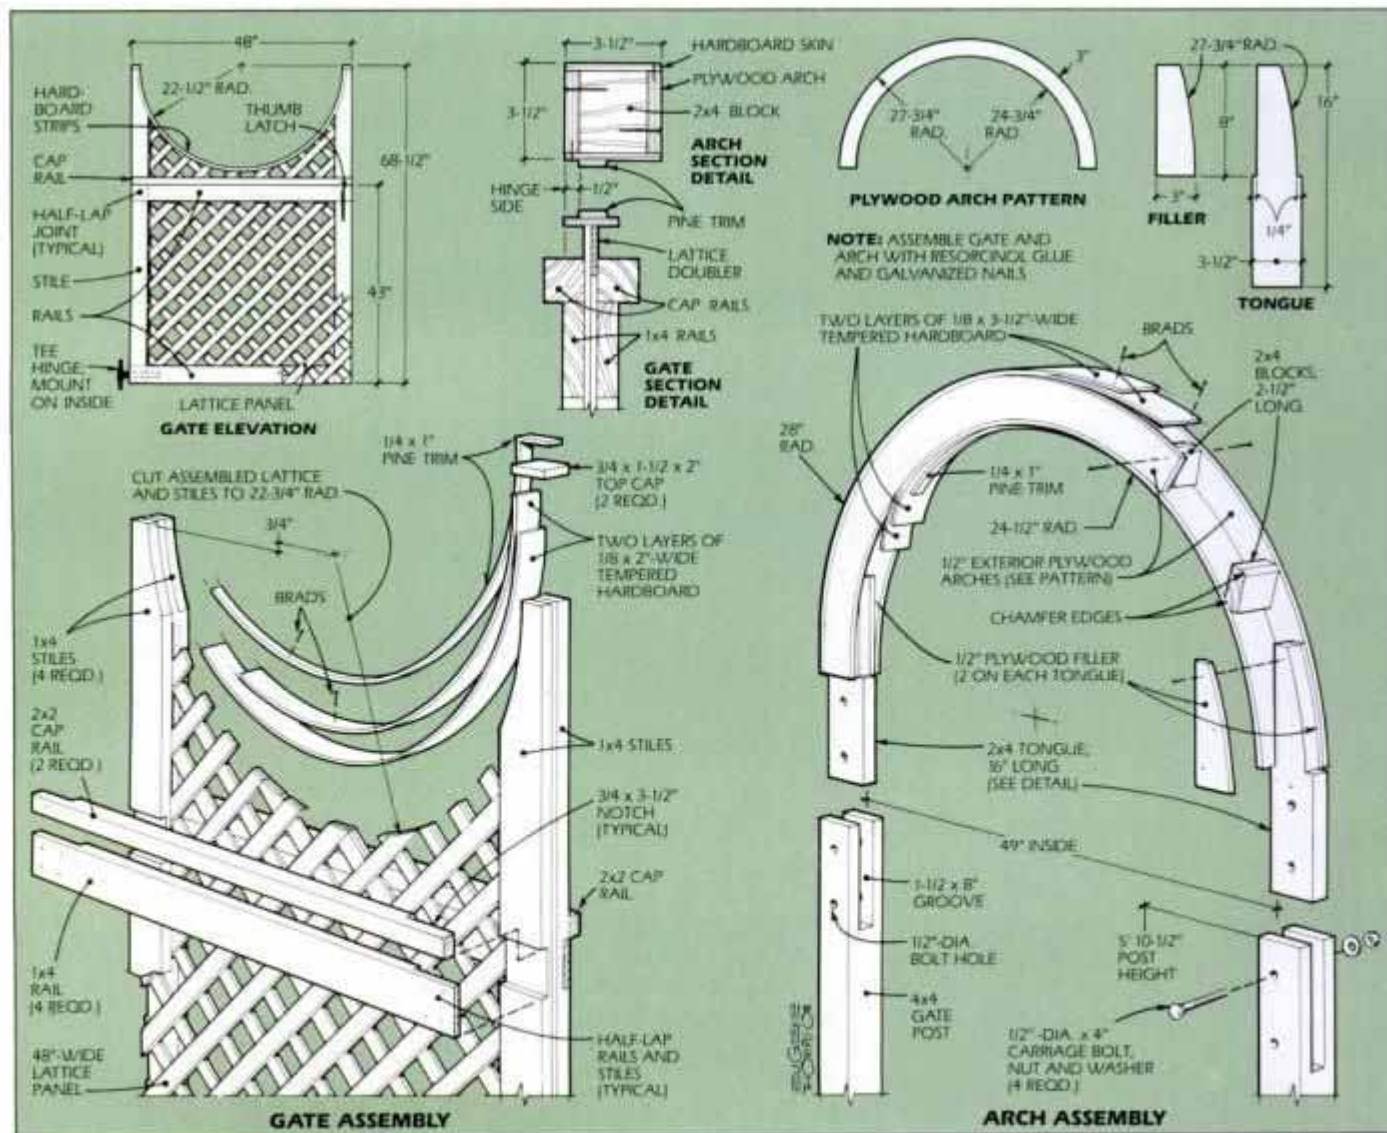 48"
22-1/2" RAD.
HARD-
BOARD
STRIPS
THUMB
LATCH
CAP
RAIL
68-1/2"
HALF-LAP
JOINT
(TYPICAL)
STILE
43"
RAILS
TEE
HINGE,
MOUNT
ON INSIDE
LATTICE PANEL
GATE ELEVATION
3-1/2"
HARDBOARD SKIN
PLYWOOD ARCH
3-1/2"
2x4 BLOCK
ARCH
SECTION
DETAIL
HINGE
SIDE
1/2"
PINE TRIM
LATTICE
DOUBLER
CAP RAILS
1x4 RAILS
GATE
SECTION
DETAIL
3"
27-3/4"
RAD.
24-3/4"
RAD.
PLYWOOD ARCH PATTERN
NOTE: ASSEMBLE GATE AND
ARCH WITH RESORCINOL GLUE
AND GALVANIZED NAILS
27-3/4" RAD.
8"
16"
3"
FILLER
1/4"
3-1/2"
TONGUE
1/4 x 1"
PINE TRIM
CUT ASSEMBLED LATTICE
AND STILES TO 22-3/4" RAD.
3/4"
3/4 x 1-1/2 x 2"
TOP CAP
(2 REQD.)
TWO LAYERS OF
1/8 x 2"-WIDE
TEMPERED
HARDBOARD
BRADS
1x4
STILES
(4 REQD.)
2x2
CAP
RAIL
(2 REQD.)
1x4 STILES
3/4 x 3-1/2"
NOTCH
(TYPICAL)
2x2 CAP
RAIL
1x4
RAIL
(4 REQD.)
48"-WIDE
LATTICE
PANEL
HALF-LAP
RAILS AND
STILES
(TYPICAL)
GATE ASSEMBLY
TWO LAYERS OF 1/8 x 3-1/2"-WIDE
TEMPERED HARDBOARD
BRADS
2x4
BLOCKS,
2-1/2"
LONG
28"
RAD.
1/4 x 1"
PINE TRIM
24-1/2" RAD.
1/2" EXTERIOR PLYWOOD
ARCHES (SEE PATTERN)
CHAMFER EDGES
1/2" PLYWOOD FILLER
(2 ON EACH TONGUE)
2x4 TONGUE,
16" LONG
(SEE DETAIL)
49" INSIDE
1-1/2 x 8"
GROOVE
1/2"-DIA.
BOLT HOLE
5' 10-1/2"
POST
HEIGHT
4x4
GATE
POST
1/2"-DIA. x 4"
CARRIAGE BOLT,
NUT AND WASHER
(4 REQD.)
ARCH ASSEMBLY